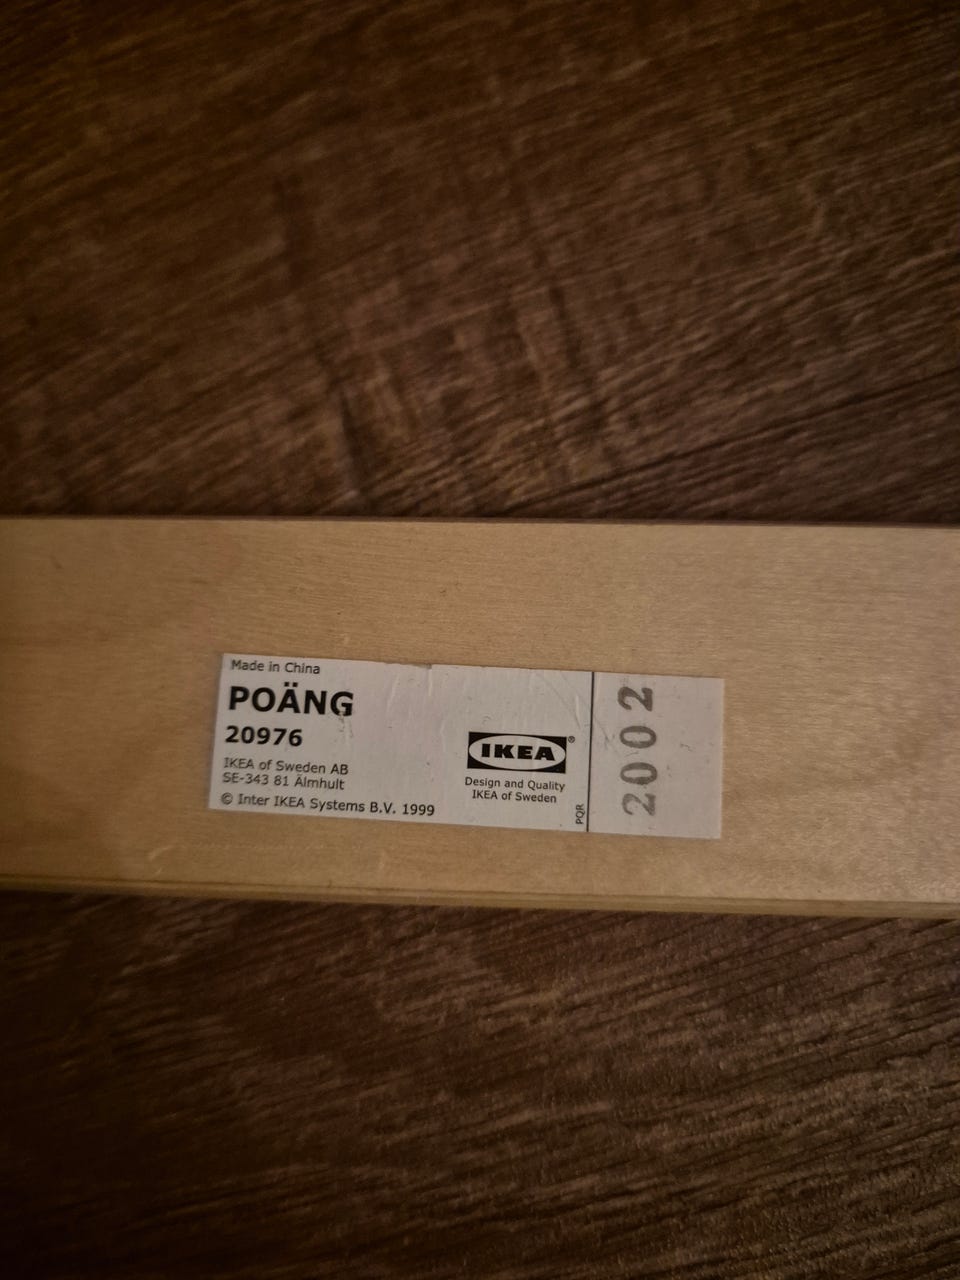 Made in China
POÄNG
20976
IKEA of Sweden AB
SE-343 81 Älmhult
© Inter IKEA Systems B.V. 1999
IKEA®
Design and Quality
IKEA of Sweden
PQR
2002